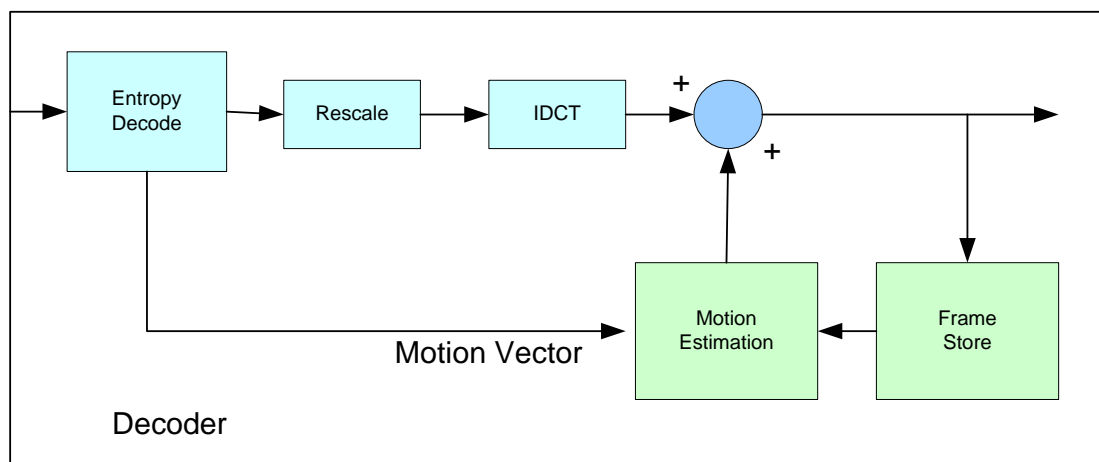 Entropy
Decode
Rescale
IDCT
+
+
Motion
Estimation
Frame
Store
Motion Vector
Decoder